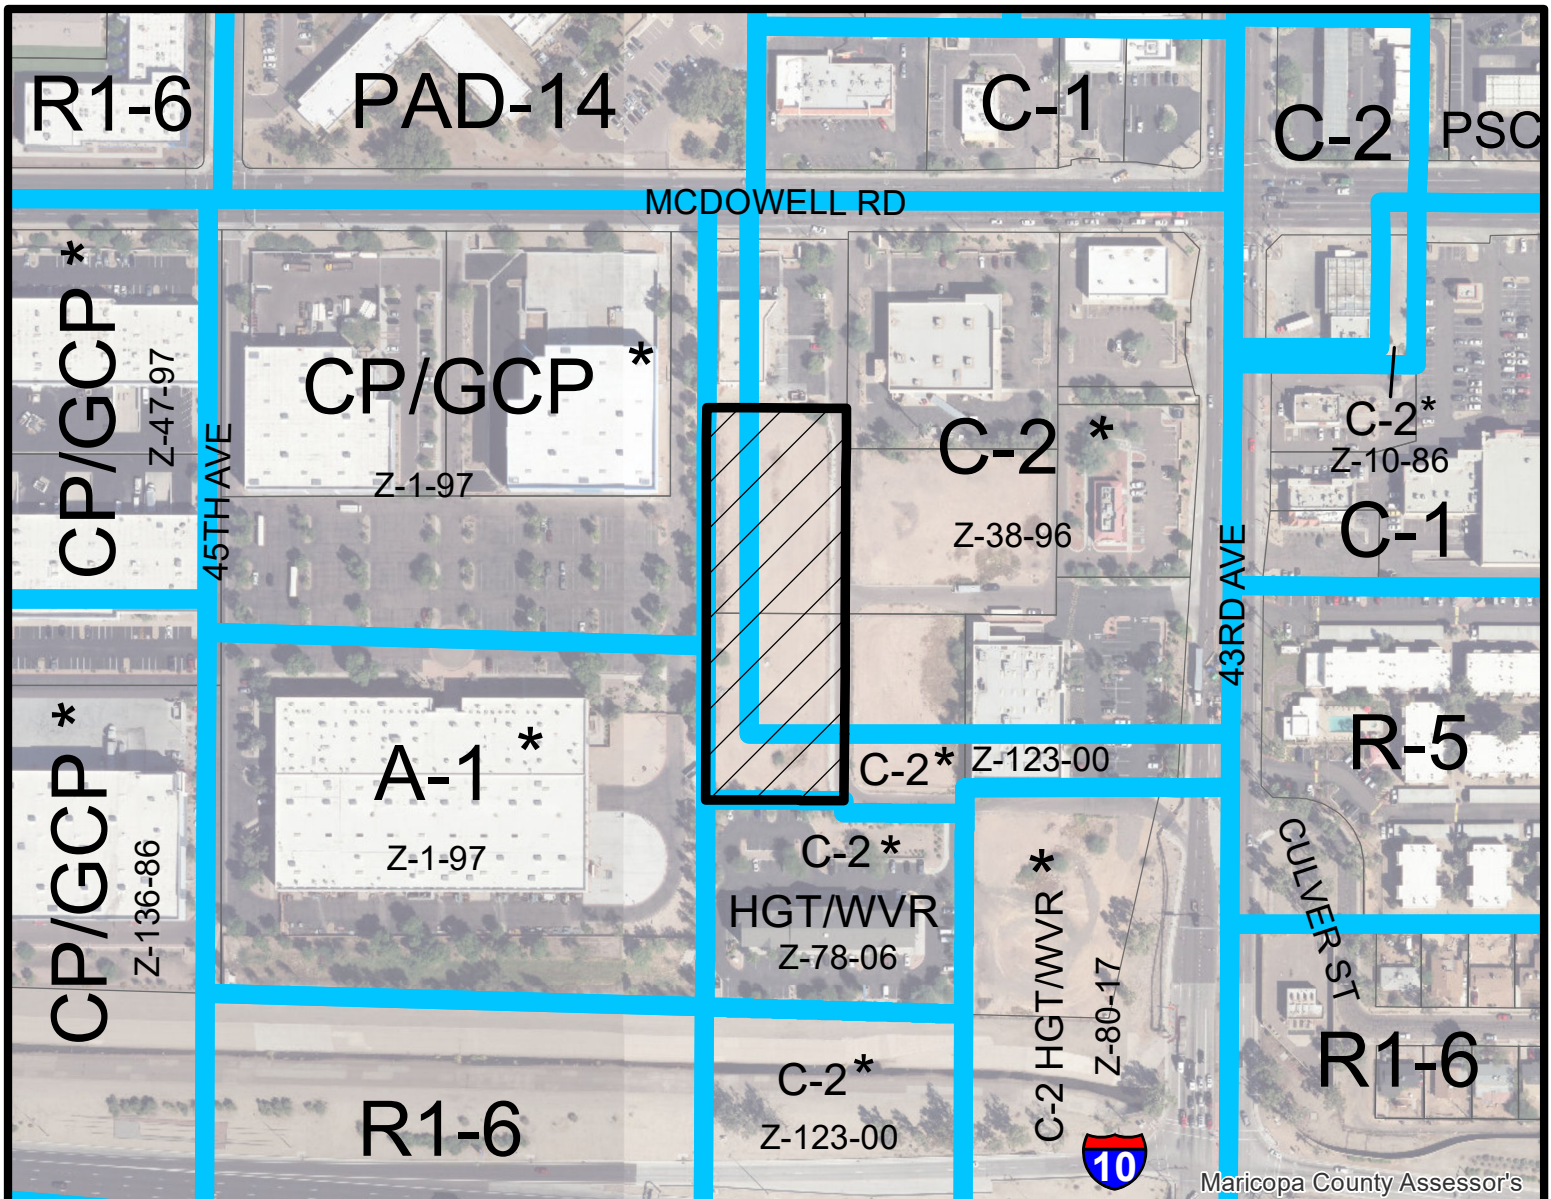 R1-6
PAD-14
C-1
C-2
PSC
MCDOWELL RD
CP/GCP *
Z-47-97
45TH AVE
CP/GCP *
Z-1-97
C-2 *
Z-38-96
43RD AVE
C-2*
Z-10-86
C-1
CP/GCP *
Z-136-86
A-1 *
Z-1-97
C-2* Z-123-00
R-5
C-2 *
HGT/WVR
Z-78-06
C-2 HGT/WVR *
Z-80-17
CULVER ST
R1-6
C-2 *
Z-123-00
R1-6
10
Maricopa County Assessor's